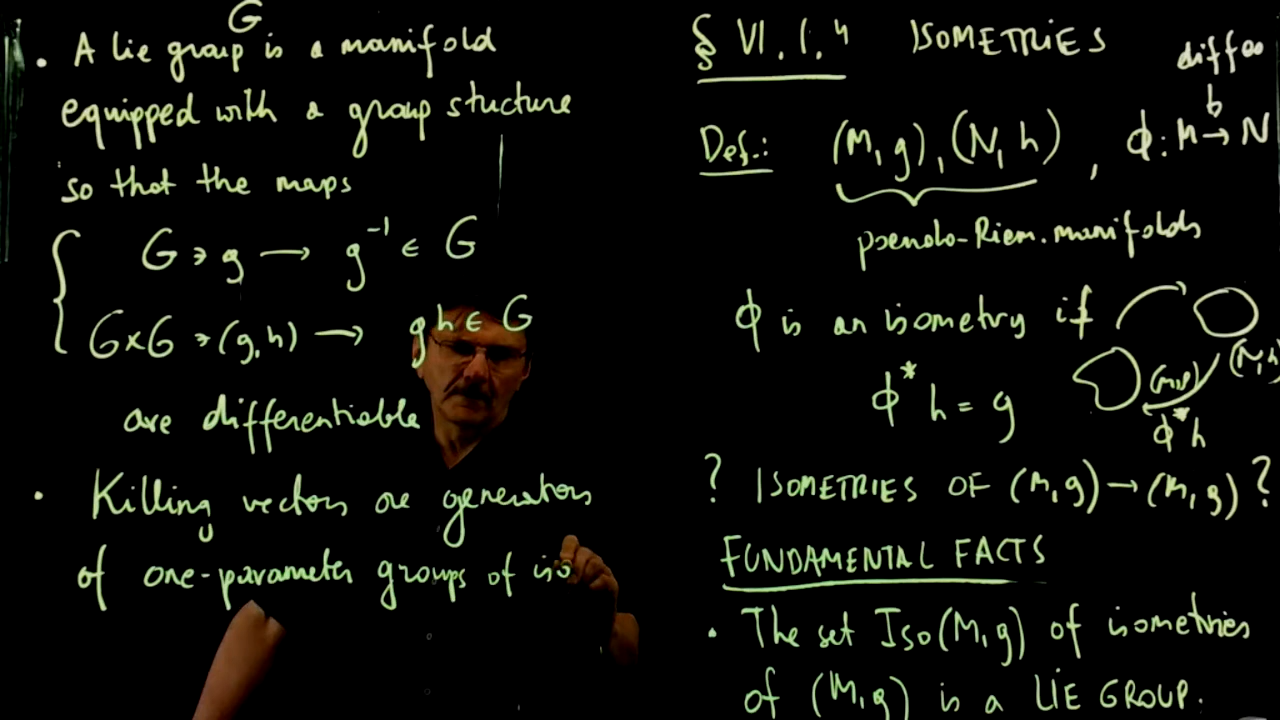 G
• A lie group is a manifold
equipped with a group stucture
so that the maps
G ∋ g → g⁻¹ ∈ G
G×G ∋ (g, h) → gh ∈ G
are differentiable
• Killing vectors are generators
of one-parameter groups of iso
§ VI.1.4 ISOMETRIES
diffeo
Def.: (M, g), (N, h), ϕ: M → N
pseudo-Riem. manifolds
ϕ is an isometry if
(M, g) (N, h)
ϕ* h = g
ϕ* h
? ISOMETRIES OF (M, g) → (M, g) ?
FUNDAMENTAL FACTS
• The set Iso(M, g) of isometries
of (M, g) is a LIE GROUP.